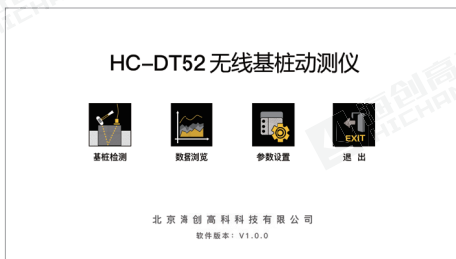 HC-DT52 无线基桩动测仪
EXIT
基桩检测 数据浏览 参数设置 退 出
北京海创高科科技有限公司
软件版本：V1.0.0